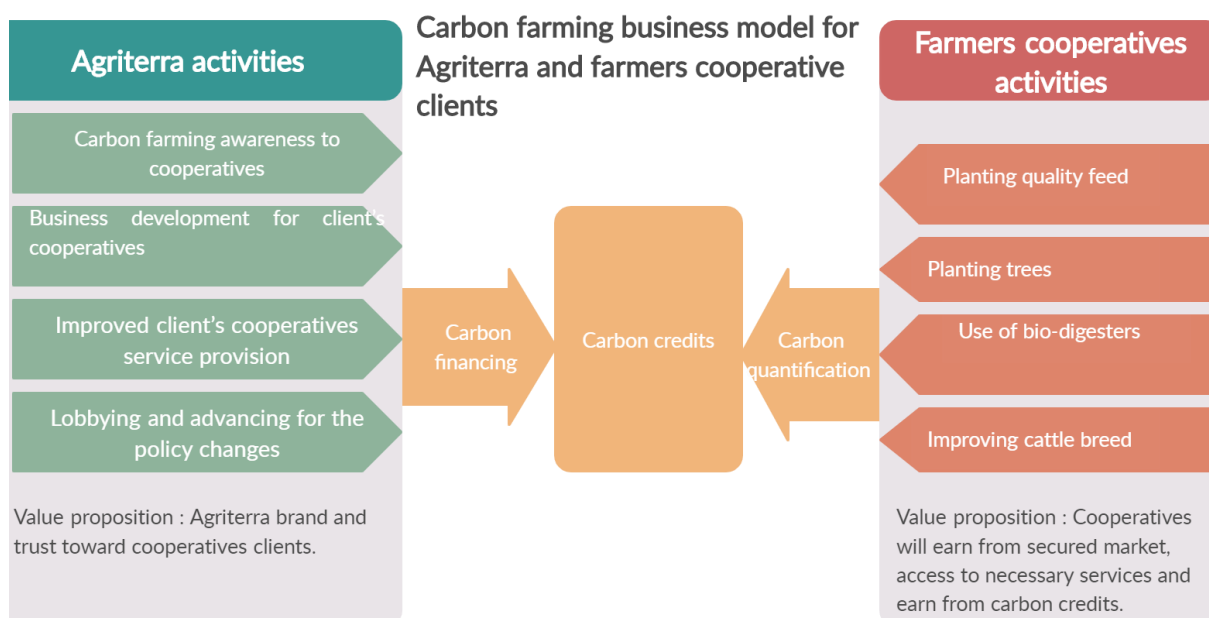 Agriterra activities
Carbon farming awareness to
cooperatives
Business development for client's
cooperatives
Improved client's cooperatives
service provision
Lobbying and advancing for the
policy changes
Value proposition : Agriterra brand and
trust toward cooperatives clients.
Carbon farming business model for
Agriterra and farmers cooperative
clients
Carbon
financing
Carbon credits
Carbon
quantification
Farmers cooperatives
activities
Planting quality feed
Planting trees
Use of bio-digesters
Improving cattle breed
Value proposition : Cooperatives
will earn from secured market,
access to necessary services and
earn from carbon credits.